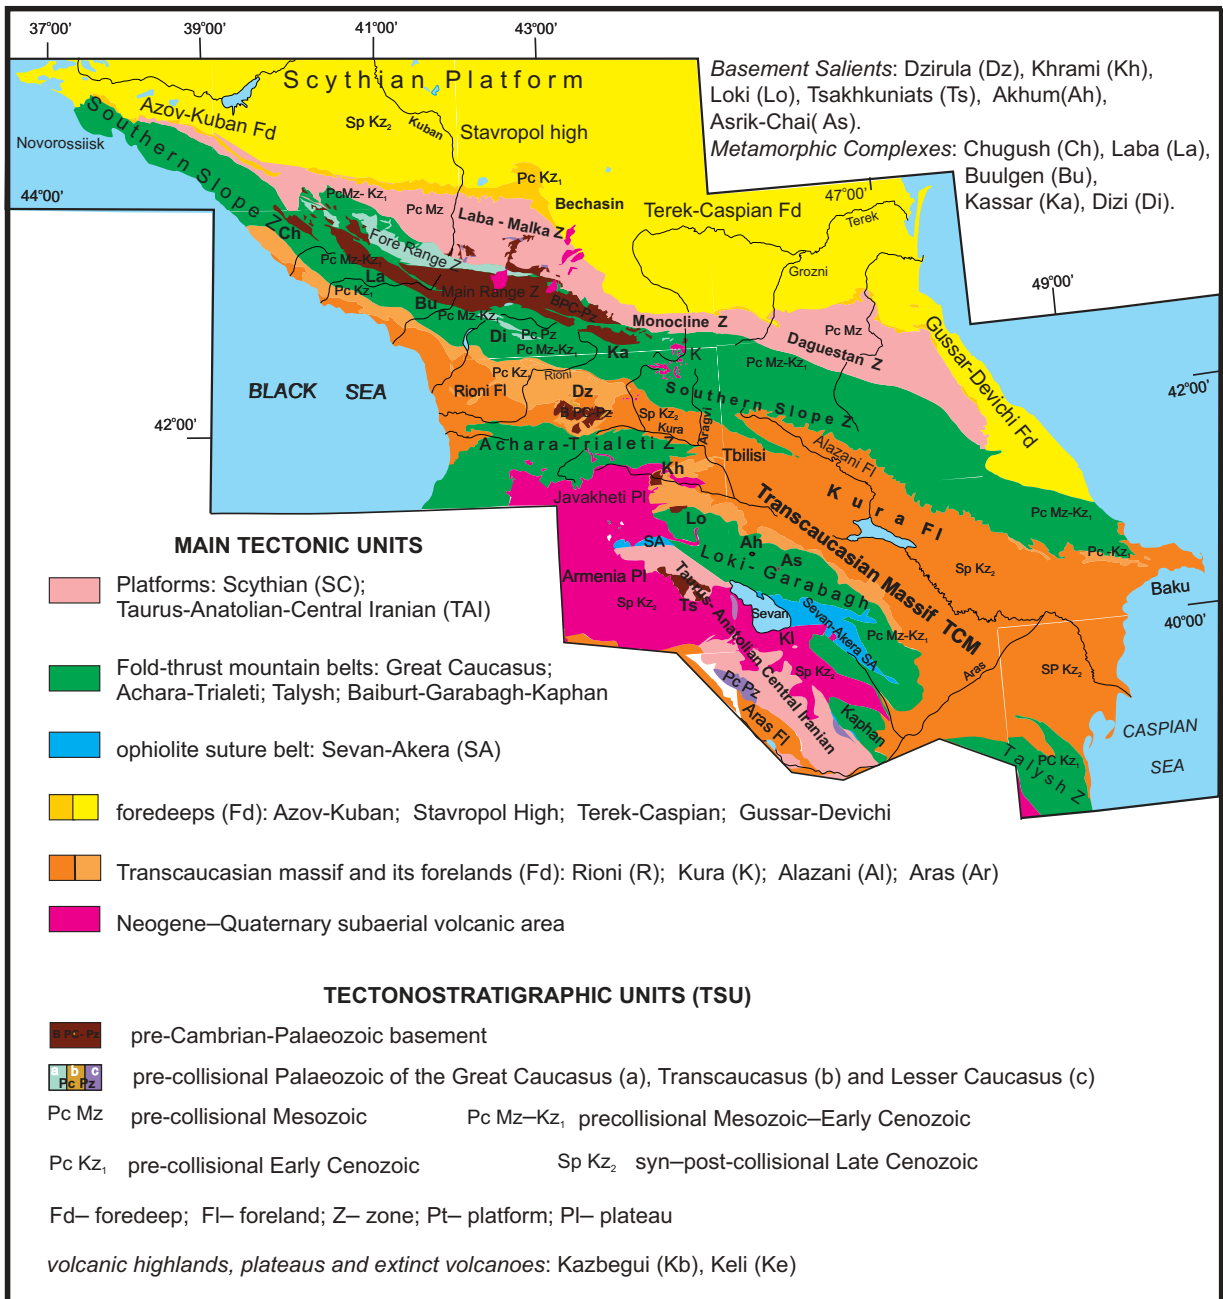 37°00' 39°00' 41°00' 43°00'
Scythian Platform
Basement Salients: Dzirula (Dz), Khrami (Kh),
Loki (Lo), Tsakhkuniats (Ts), Akhum(Ah),
Asrik-Chai( As).
Metamorphic Complexes: Chugush (Ch), Laba (La),
Buulgen (Bu),
Kassar (Ka), Dizi (Di).
Azov-Kuban Fd
Sp Kz2
Kuban
Stavropol high
Novorossiisk
Southern Slope Z
Pc Kz1
Bechasin
47°00'
44°00'
PcMz- Kz1
Pc Mz
Laba - Malka Z
Terek-Caspian Fd
Terek
Ch
Fore Range Z
Grozni
49°00'
Pc Mz-Kz1
La
Pc Kz1
Main Range Z
Bu
BPC-Pz
Pc Mz-Kz1
Monocline Z
Pc Mz
Daguestan Z
Gussar-Devichi Fd
Di
Pc Pz
Pc Mz-Kz1
Ka
K
Pc Mz-Kz1
42°00'
BLACK SEA
Pc Kz1
Rioni
Rioni Fl
Dz
B PC-Pz
Southern Slope Z
Sp Kz2
Kura
Aragvi
42°00'
Achara-Trialeti Z
Tbilisi
Alazani Fl
Kh
Javakheti Pl
Kura Fl
Transcaucasian Massif TCM
Pc Mz-Kz1
Lo
MAIN TECTONIC UNITS
SA
Ah
As
Loki-Garabagh
Pc -Kz1
Sp Kz2
Baku
Armenia Pl
Sp Kz2
Ts
Taurus- Anatolian Central Iranian
Sevan
Sevan-Akera SA
40°00'
Kl
Pc Mz-Kz1
Sp Kz2
Pc Pz
Aras
SP Kz2
Aras Fl
Kaphan
CASPIAN
SEA
Talysh Z
PC Kz1
Platforms: Scythian (SC);
Taurus-Anatolian-Central Iranian (TAI)
Fold-thrust mountain belts: Great Caucasus;
Achara-Trialeti; Talysh; Baiburt-Garabagh-Kaphan
ophiolite suture belt: Sevan-Akera (SA)
foredeeps (Fd): Azov-Kuban; Stavropol High; Terek-Caspian; Gussar-Devichi
Transcaucasian massif and its forelands (Fd): Rioni (R); Kura (K); Alazani (Al); Aras (Ar)
Neogene–Quaternary subaerial volcanic area
TECTONOSTRATIGRAPHIC UNITS (TSU)
B PC- Pz pre-Cambrian-Palaeozoic basement
a b c
Pc Pz
pre-collisional Palaeozoic of the Great Caucasus (a), Transcaucasus (b) and Lesser Caucasus (c)
Pc Mz pre-collisional Mesozoic Pc Mz–Kz1 precollisional Mesozoic–Early Cenozoic
Pc Kz1 pre-collisional Early Cenozoic Sp Kz2 syn–post-collisional Late Cenozoic
Fd– foredeep; Fl– foreland; Z– zone; Pt– platform; Pl– plateau
volcanic highlands, plateaus and extinct volcanoes: Kazbegui (Kb), Keli (Ke)